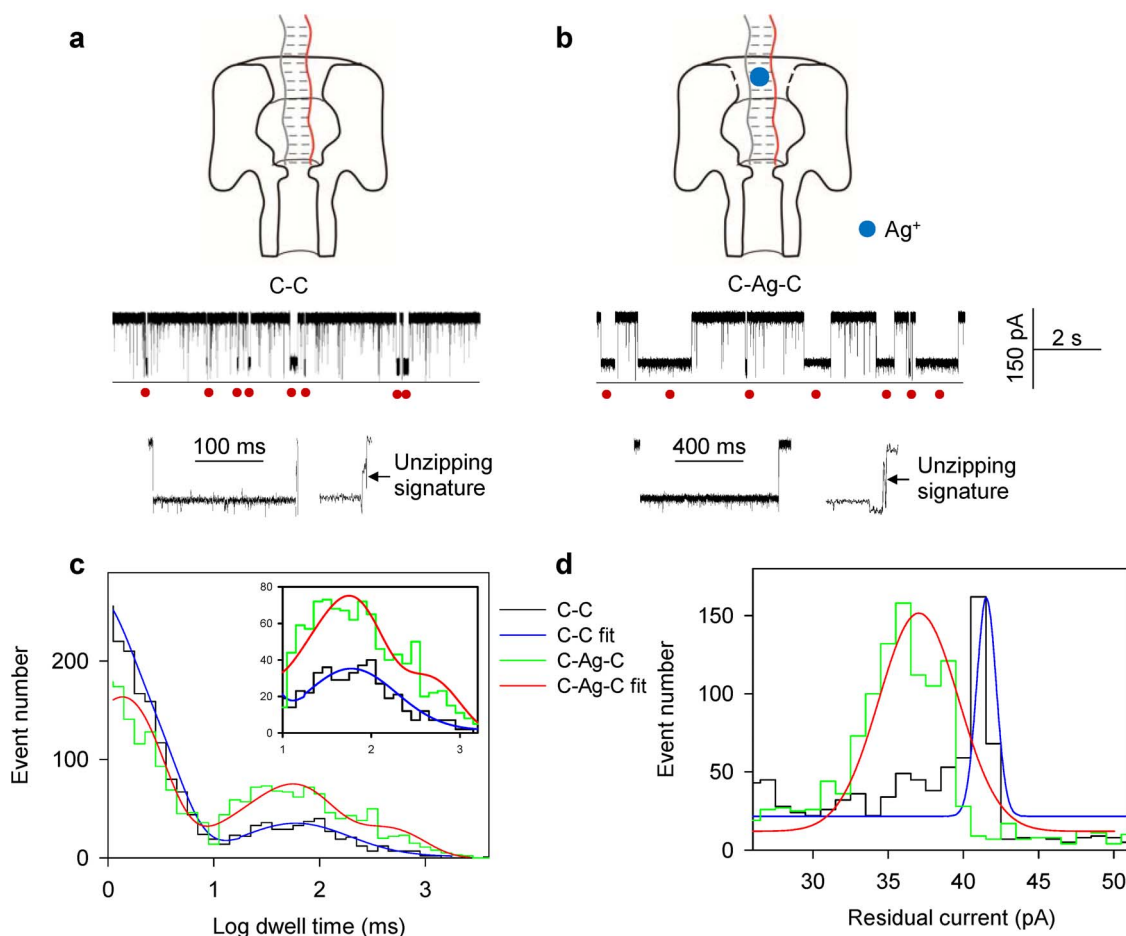 a
b
Ag⁺
C-C
C-Ag-C
150 pA
2 s
100 ms
Unzipping
signature
400 ms
Unzipping
signature
c
Event number
200
100
0
0
1
2
3
Log dwell time (ms)
80
60
40
20
0
1
2
3
C-C
C-C fit
C-Ag-C
C-Ag-C fit
d
Event number
150
100
50
0
30
35
40
45
50
Residual current (pA)